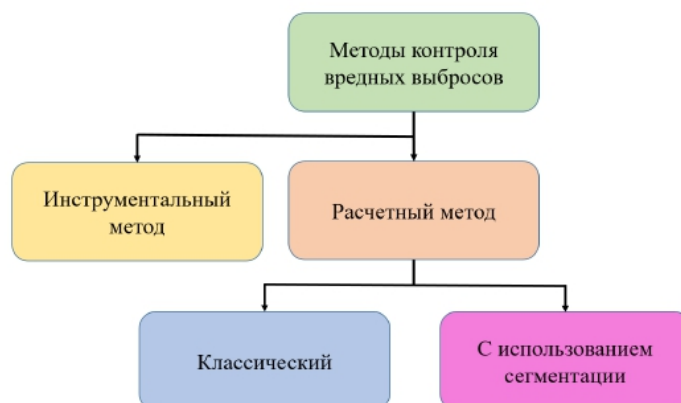 Методы контроля
вредных выбросов
Инструментальный
метод
Расчетный метод
Классический
С использованием
сегментации